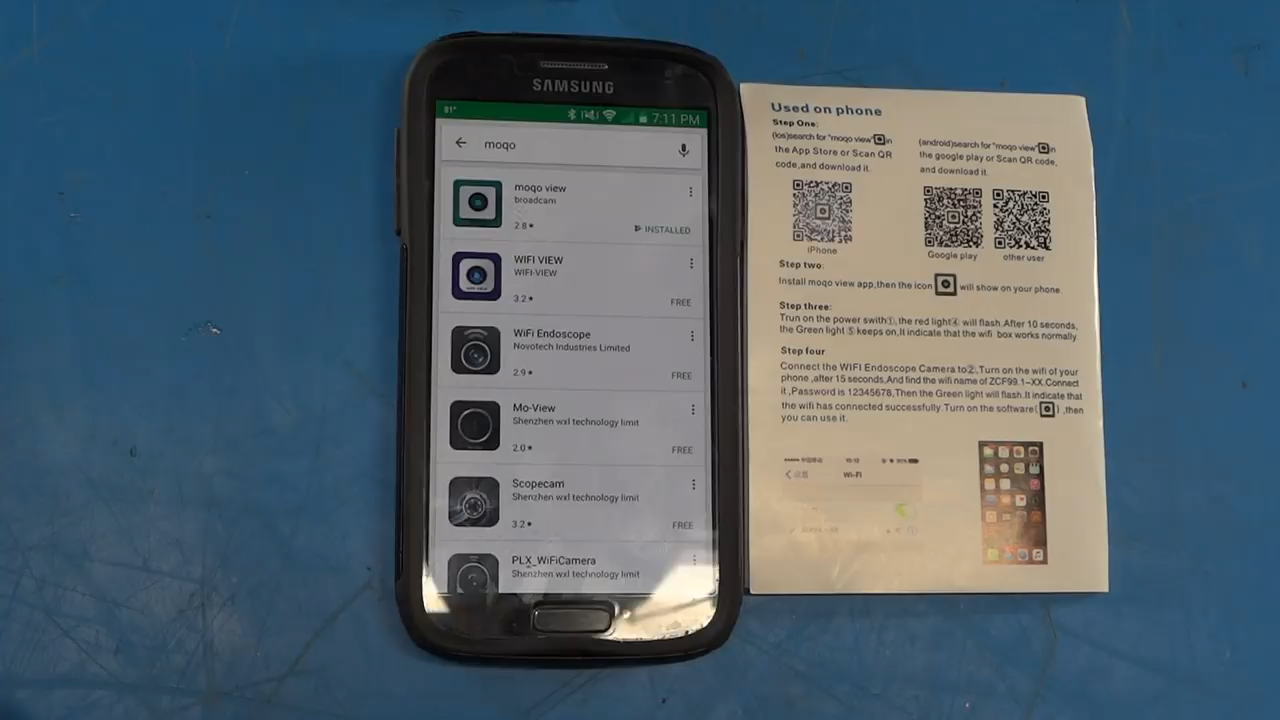 SAMSUNG
81°
7:11 PM
moqo
moqo view
broadcam
2.8★
INSTALLED
WIFI VIEW
WIFI-VIEW
3.2★
FREE
WiFi Endoscope
Novotech Industries Limited
2.9★
FREE
Mo-View
Shenzhen wxl technology limit
2.0★
FREE
Scopecam
Shenzhen wxl technology limit
3.2★
FREE
PLX_WiFiCamera
Shenzhen wxl technology limit
Used on phone
Step One:
(ios)search for "moqo view" in
the App Store or Scan QR
code,and download it.
iPhone
(android)search for "moqo view" in
the google play or Scan QR code,
and download it.
Google play
other user
Step two:
Install moqo view app,then the icon will show on your phone.
Step three:
Trun on the power swith①, the red light④ will flash.After 10 seconds,
the Green light ⑤ keeps on,It indicate that the wifi box works normally
Step four
Connect the WIFI Endoscope Camera to②,Turn on the wifi of your
phone ,after 15 seconds,And find the wifi name of ZCF99.1-XX.Connect
it ,Password is 12345678,Then the Green light will flash.It indicate that
the wifi has connected successfully.Turn on the software( ) ,then
you can use it.
Wi-Fi